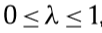 0 ≤ λ ≤ 1,